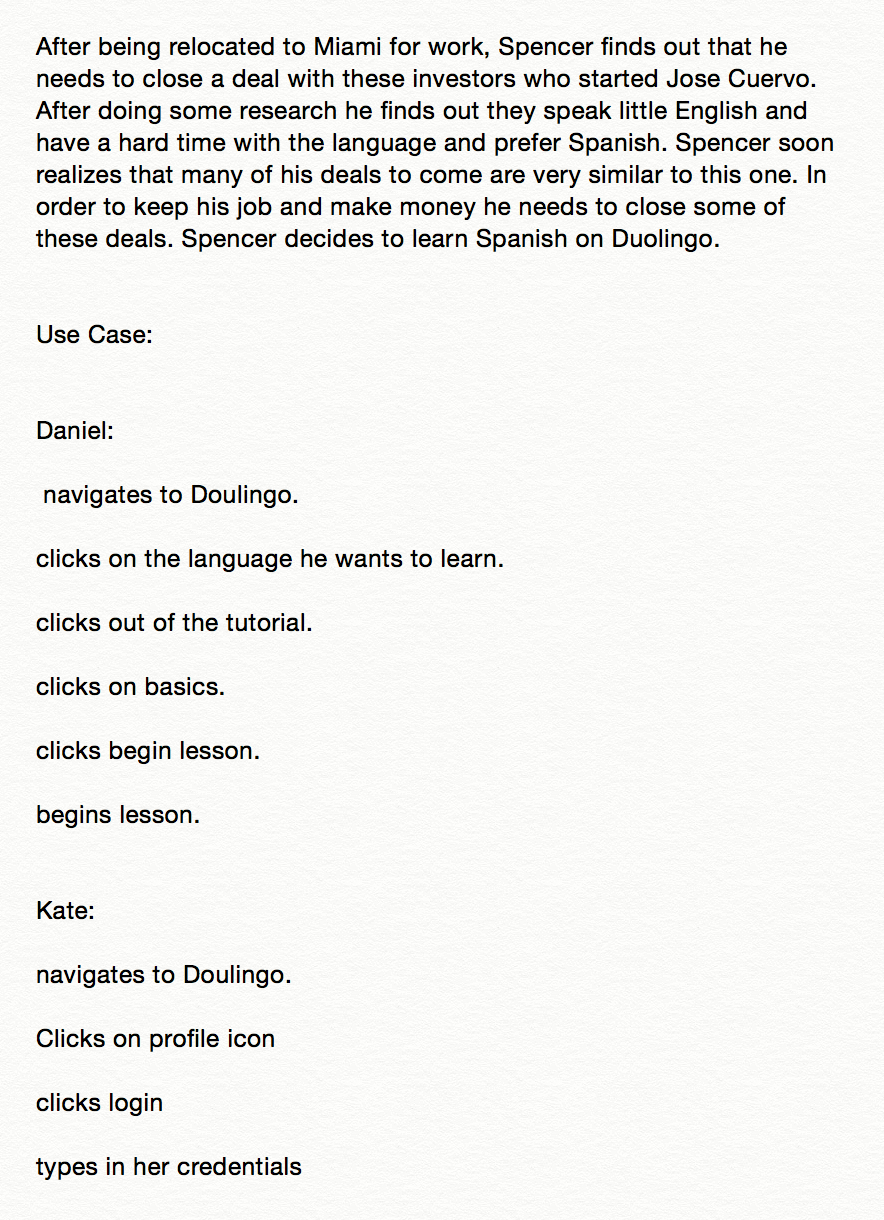 After being relocated to Miami for work, Spencer finds out that he
needs to close a deal with these investors who started Jose Cuervo.
After doing some research he finds out they speak little English and
have a hard time with the language and prefer Spanish. Spencer soon
realizes that many of his deals to come are very similar to this one. In
order to keep his job and make money he needs to close some of
these deals. Spencer decides to learn Spanish on Duolingo.
Use Case:
Daniel:
navigates to Doulingo.
clicks on the language he wants to learn.
clicks out of the tutorial.
clicks on basics.
clicks begin lesson.
begins lesson.
Kate:
navigates to Doulingo.
Clicks on profile icon
clicks login
types in her credentials